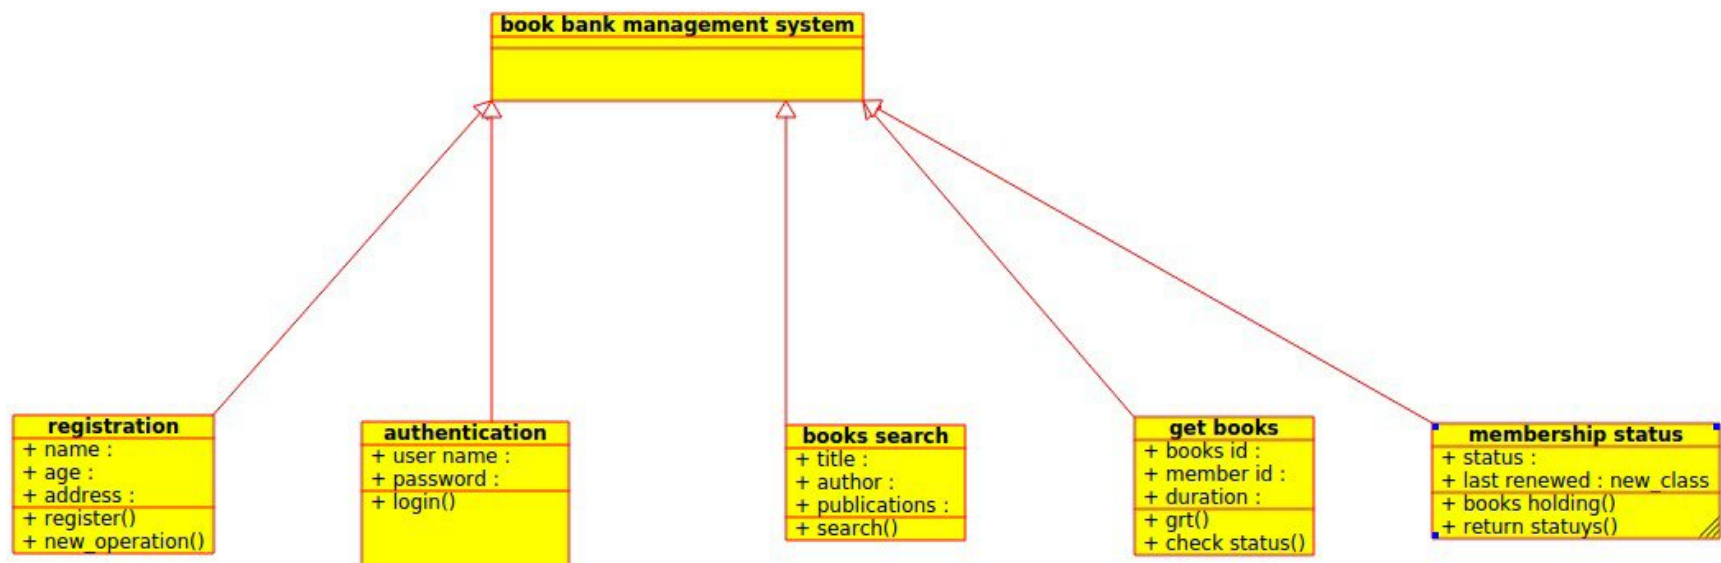 book bank management system
registration
+ name :
+ age :
+ address :
+ register()
+ new_operation()
authentication
+ user name :
+ password :
+ login()
books search
+ title :
+ author :
+ publications :
+ search()
get books
+ books id :
+ member id :
+ duration :
+ grt()
+ check status()
membership status
+ status :
+ last renewed : new_class
+ books holding()
+ return statuys()